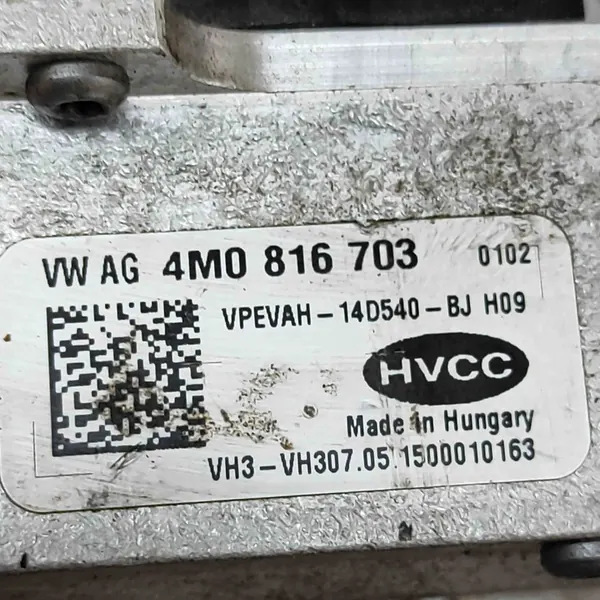 VW AG 4M0 816 703 0102
VPEVAH-14D540-BJ H09
HVCC
Made in Hungary
VH3-VH307.05.1500010163